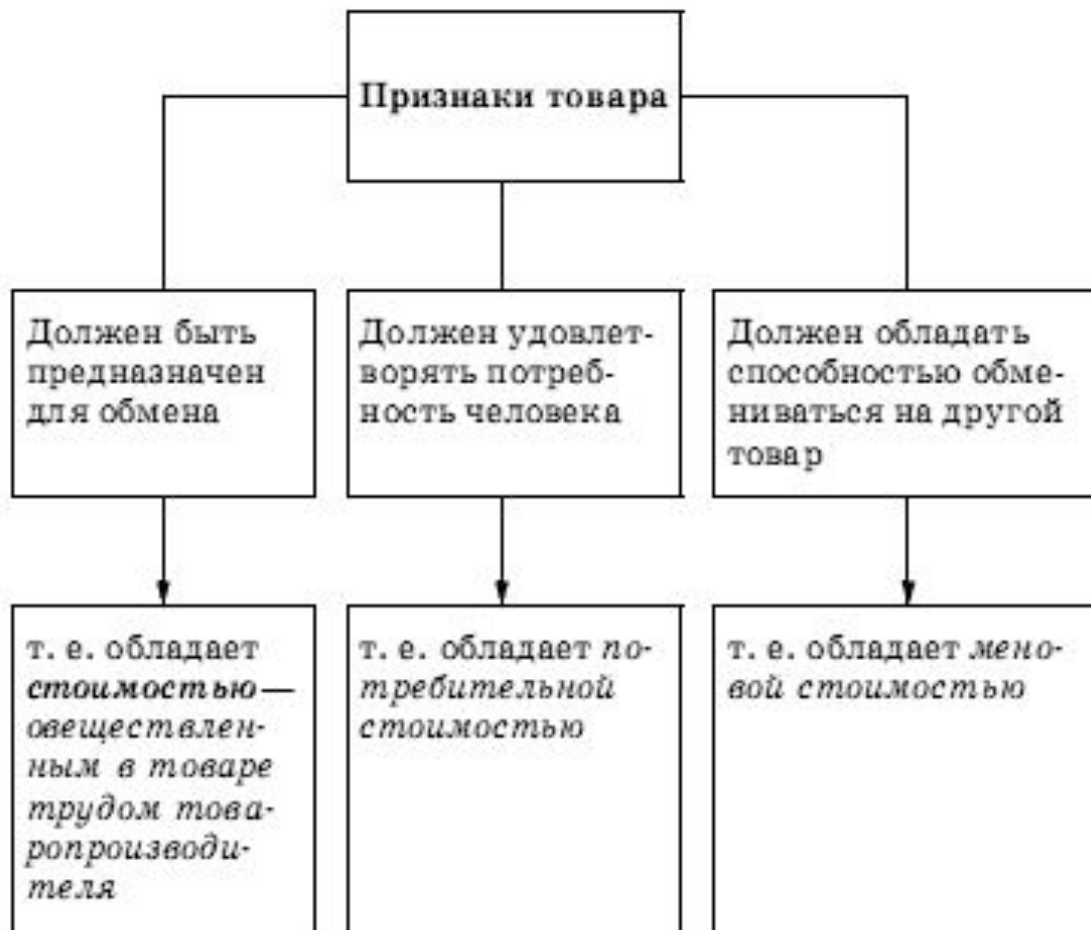 Признаки товара
Должен быть
предназначен
для обмена
Должен удовлет-
ворять потреб-
ность человека
Должен обладать
способностью обме-
ниваться на другой
товар
т. е. обладает
стоимостью—
овеществлен-
ным в товаре
трудом това-
ропроизводи-
теля
т. е. обладает по-
требительной
стоимостью
т. е. обладает мено-
вой стоимостью